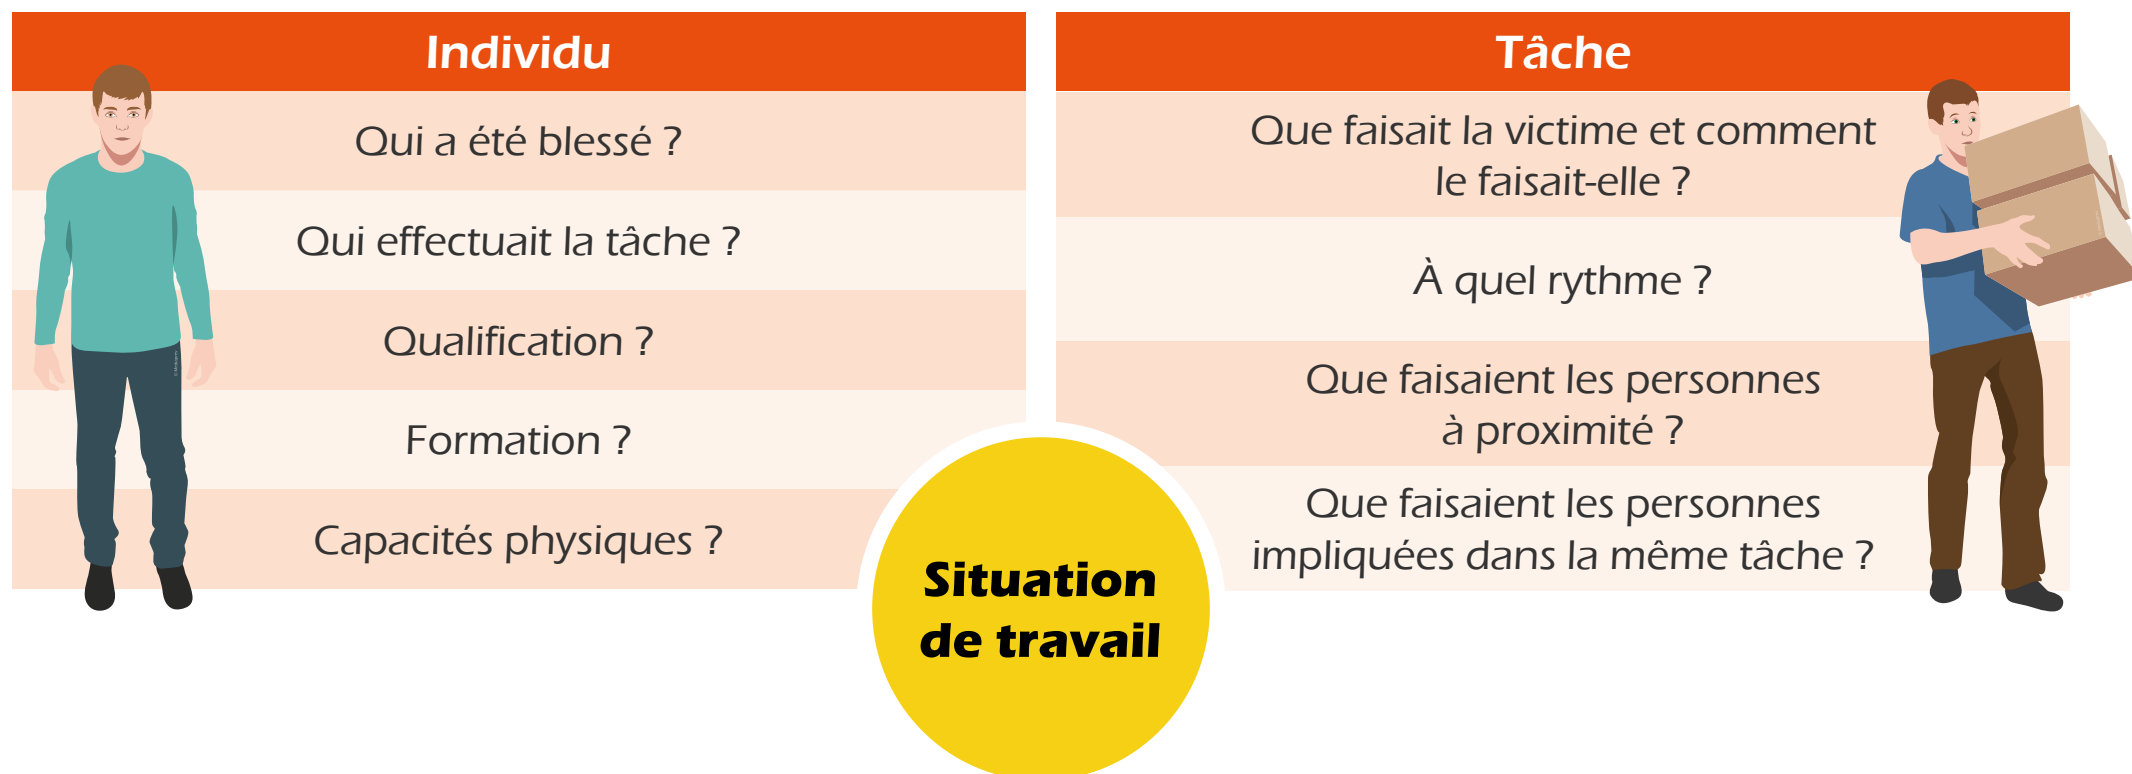 Individu
Qui a été blessé ?
Qui effectuait la tâche ?
Qualification ?
Formation ?
Capacités physiques ?
Tâche
Que faisait la victime et comment
le faisait-elle ?
À quel rythme ?
Que faisaient les personnes
à proximité ?
Que faisaient les personnes
impliquées dans la même tâche ?
Situation
de travail